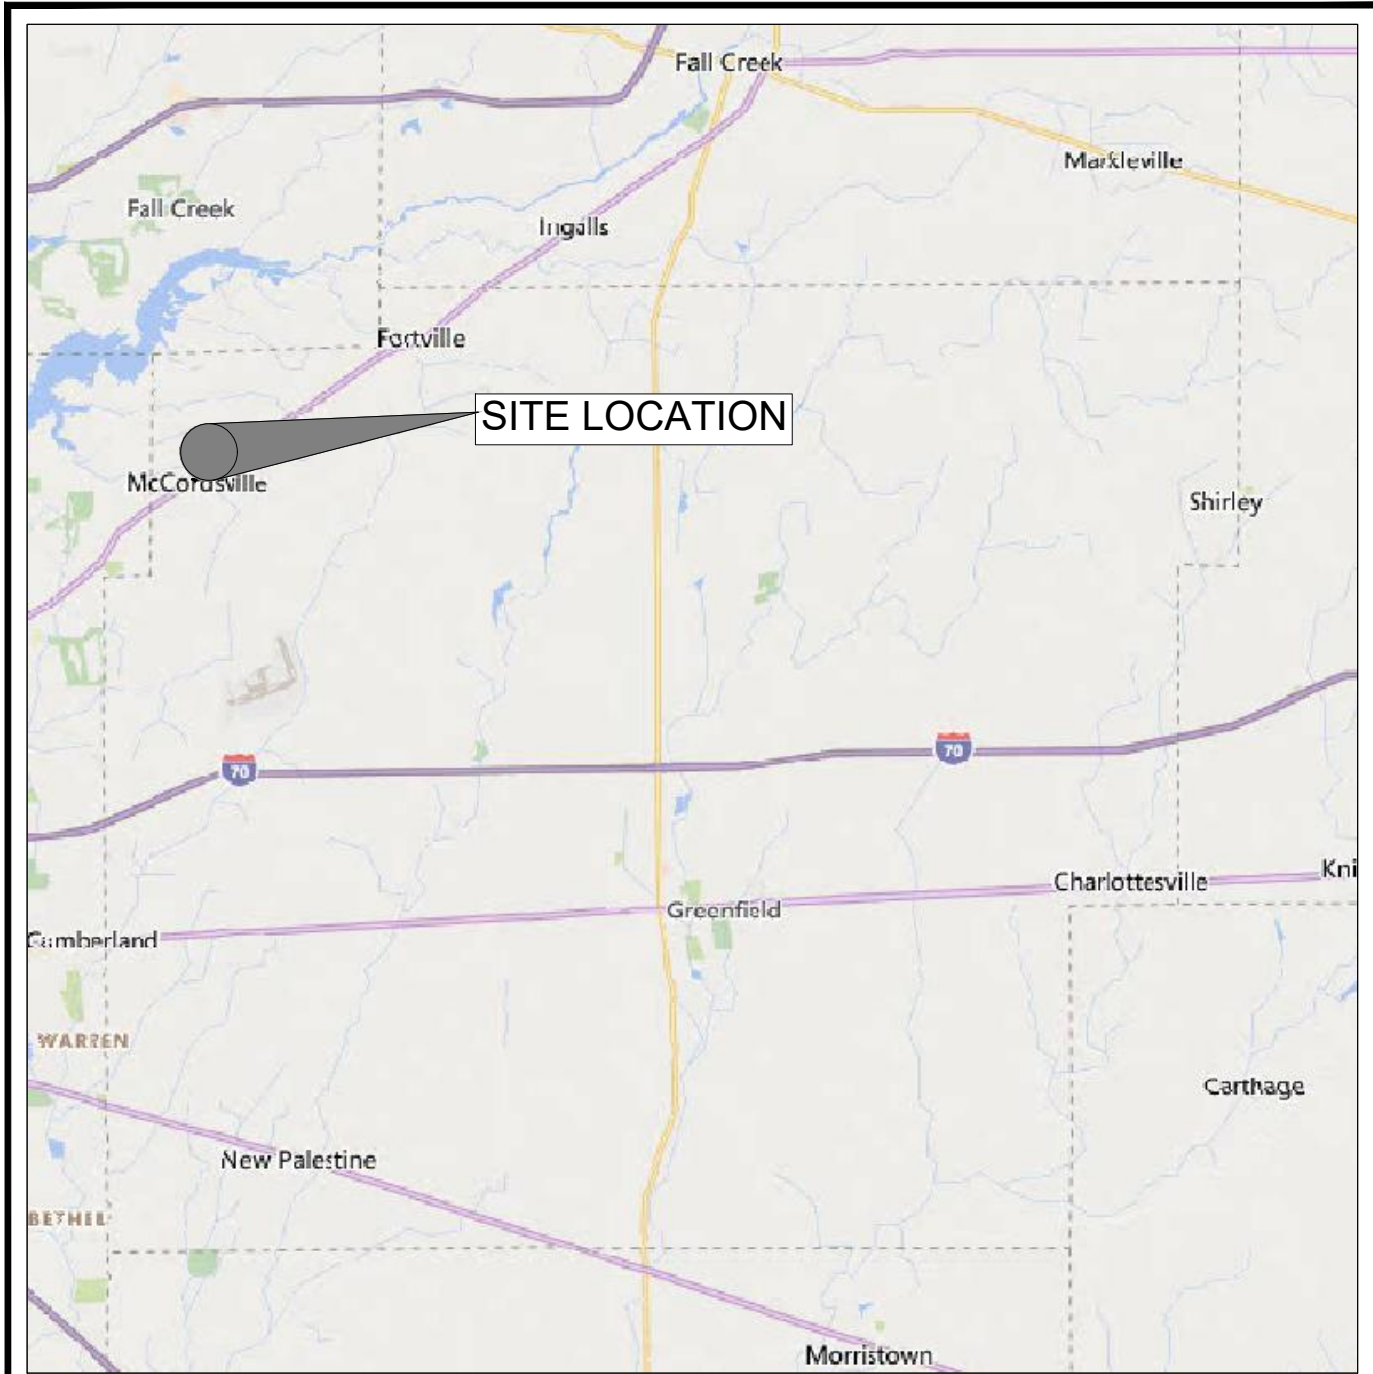 Fall Creek
Markleville
Fall Creek
Ingalls
Fortville
SITE LOCATION
McCordsville
Shirley
70
70
Charlottesville
Kni
Greenfield
Cumberland
WARREN
Carthage
New Palestine
BETHEL
Morristown